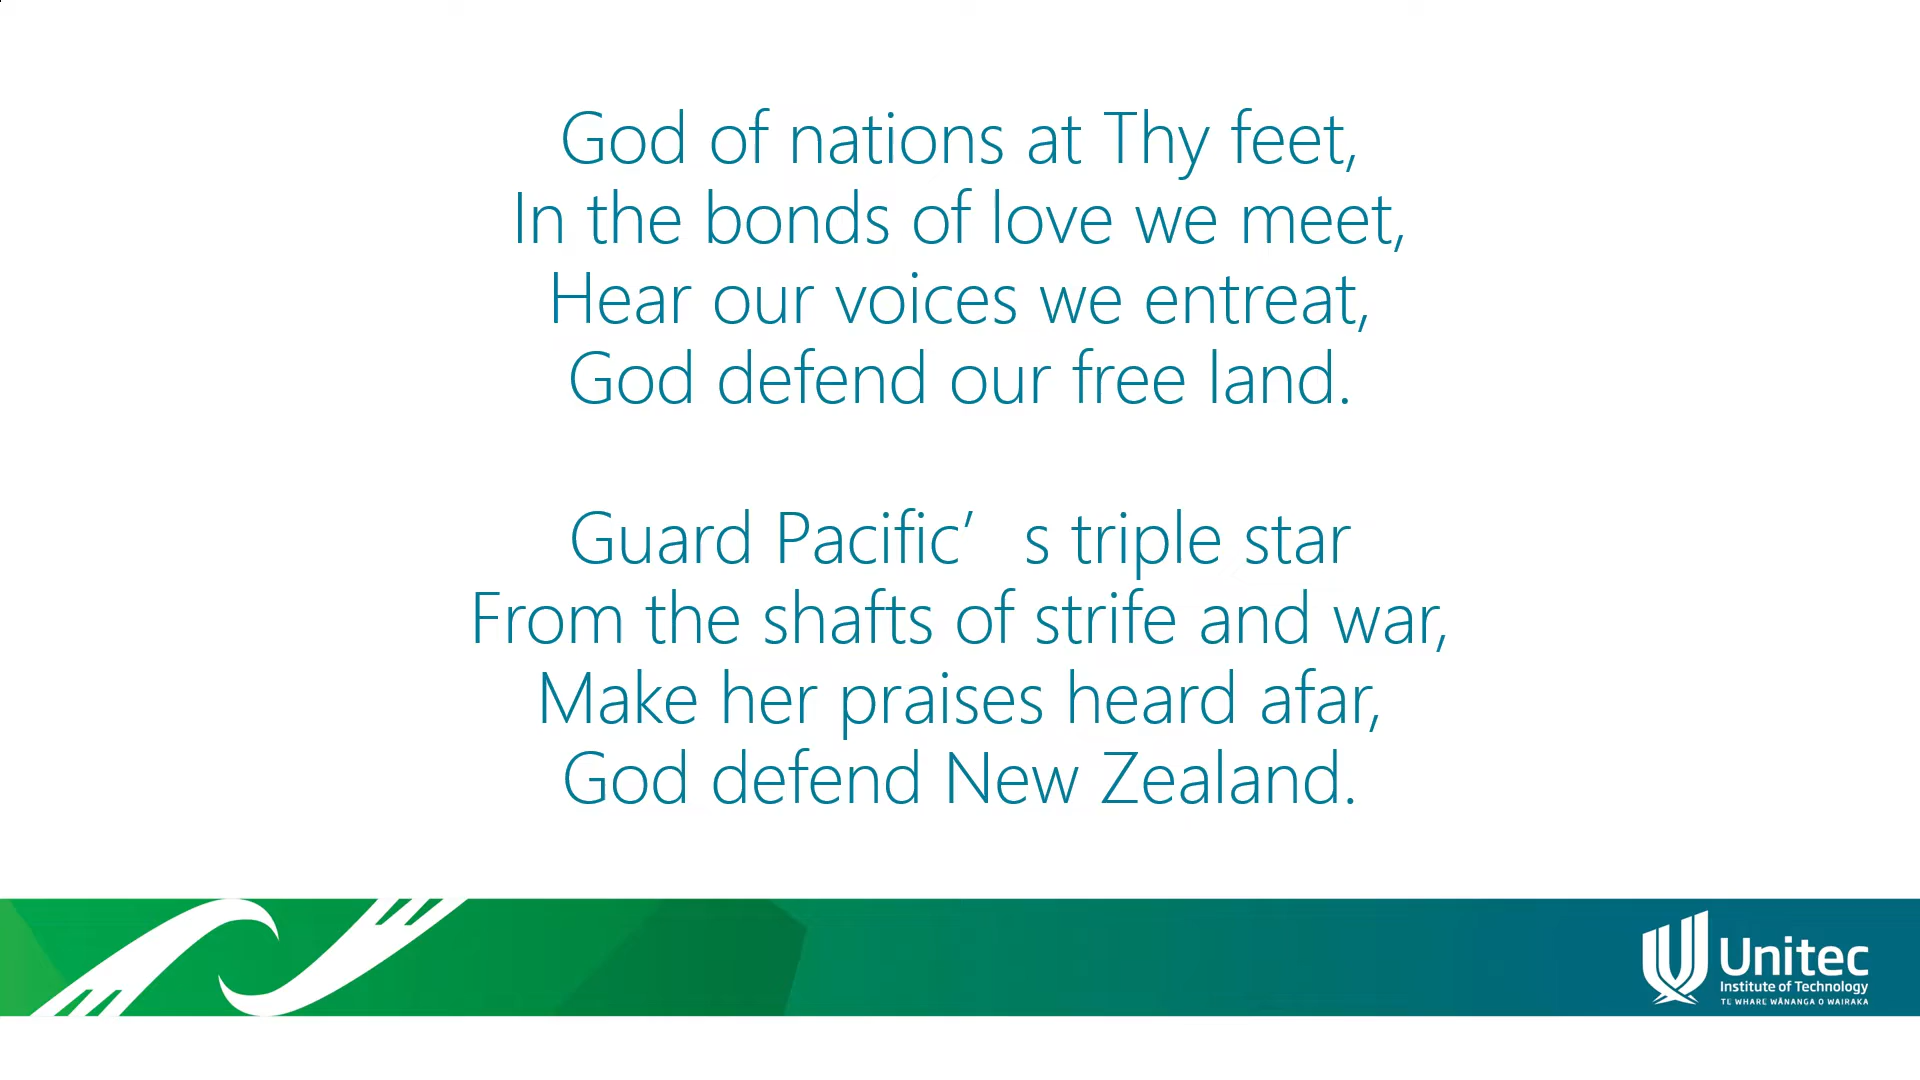 God of nations at Thy feet,
In the bonds of love we meet,
Hear our voices we entreat,
God defend our free land.
Guard Pacific’s triple star
From the shafts of strife and war,
Make her praises heard afar,
God defend New Zealand.
Unitec
Institute of Technology
TE WHARE WĀNANGA O WAIRAKA